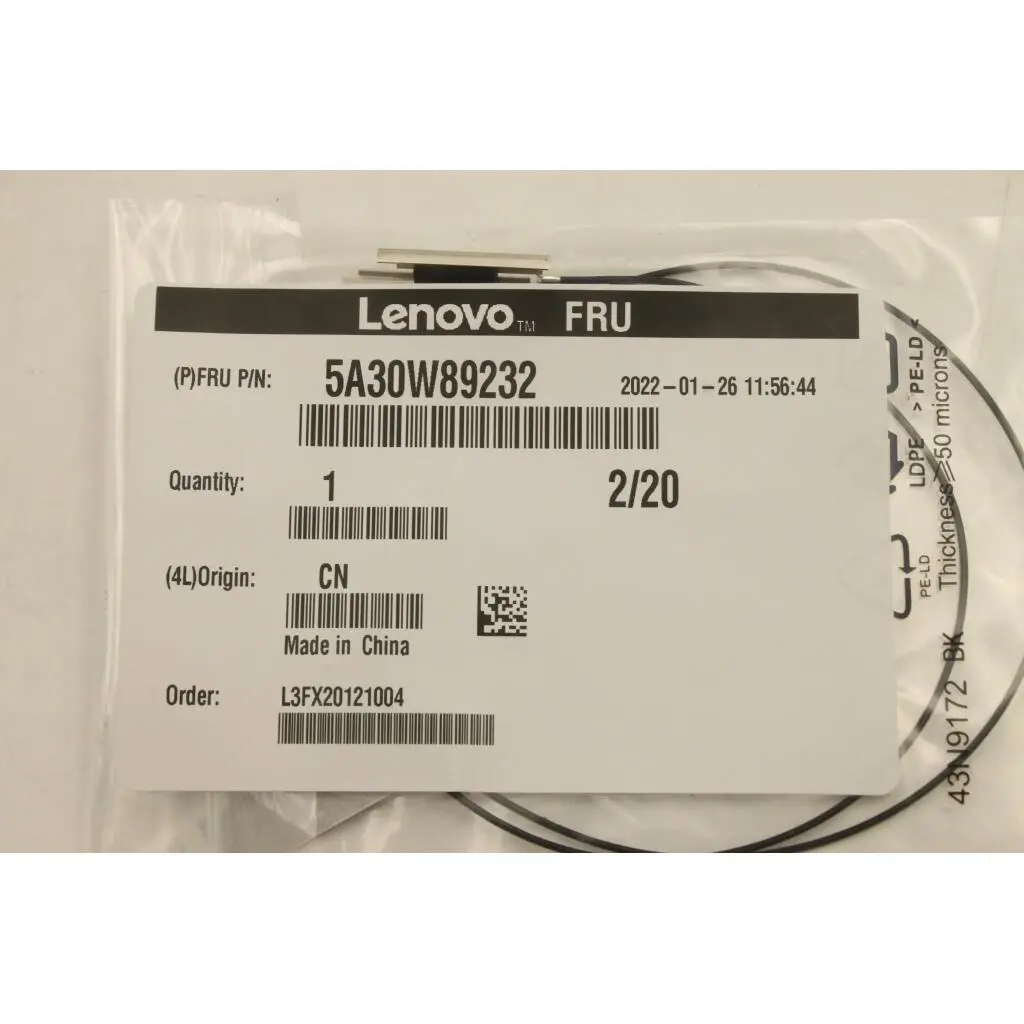 Lenovo™ FRU
(P)FRU P/N: 5A30W89232 2022-01-26 11:56:44
Quantity: 1 2/20
(4L)Origin: CN
Made in China
Order: L3FX20121004
LDPE > PE-LD <
Thickness≥50 microns
PE-LD
43N9172 BK